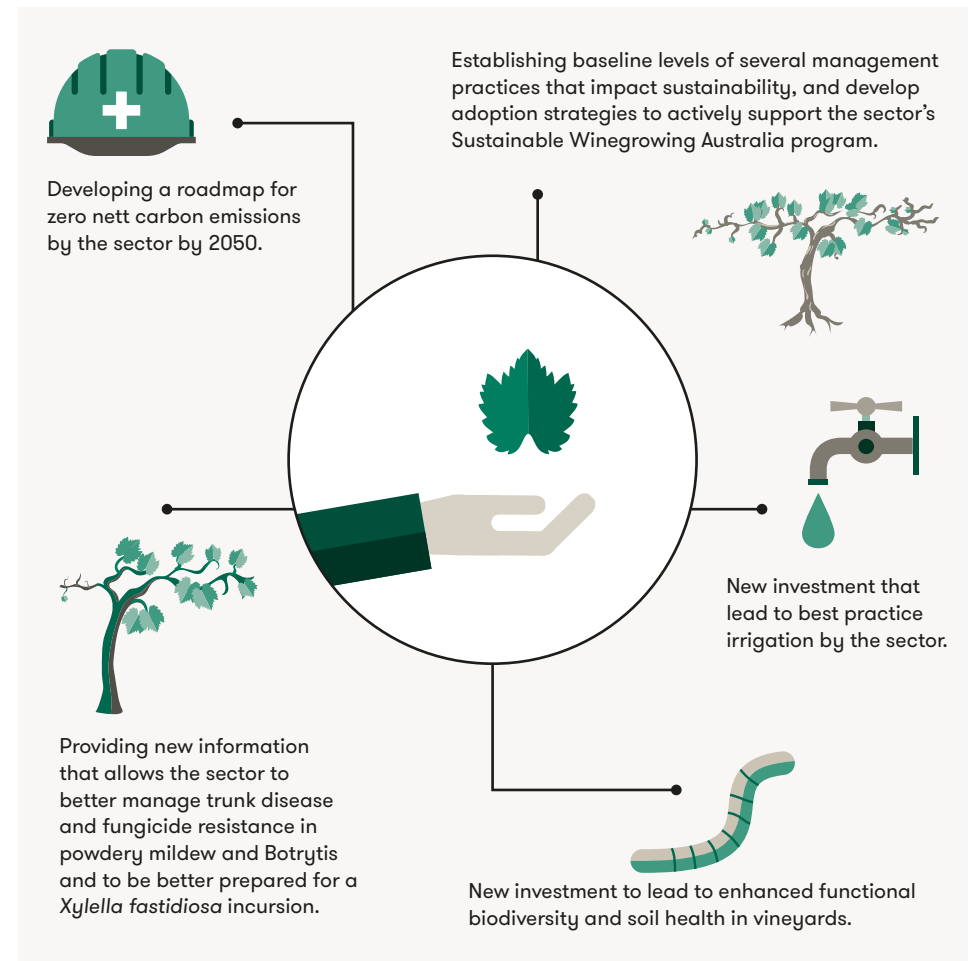 Establishing baseline levels of several management
practices that impact sustainability, and develop
adoption strategies to actively support the sector’s
Sustainable Winegrowing Australia program.
Developing a roadmap for
zero nett carbon emissions
by the sector by 2050.
New investment that
lead to best practice
irrigation by the sector.
Providing new information
that allows the sector to
better manage trunk disease
and fungicide resistance in
powdery mildew and Botrytis
and to be better prepared for a
Xylella fastidiosa incursion.
New investment to lead to enhanced functional
biodiversity and soil health in vineyards.